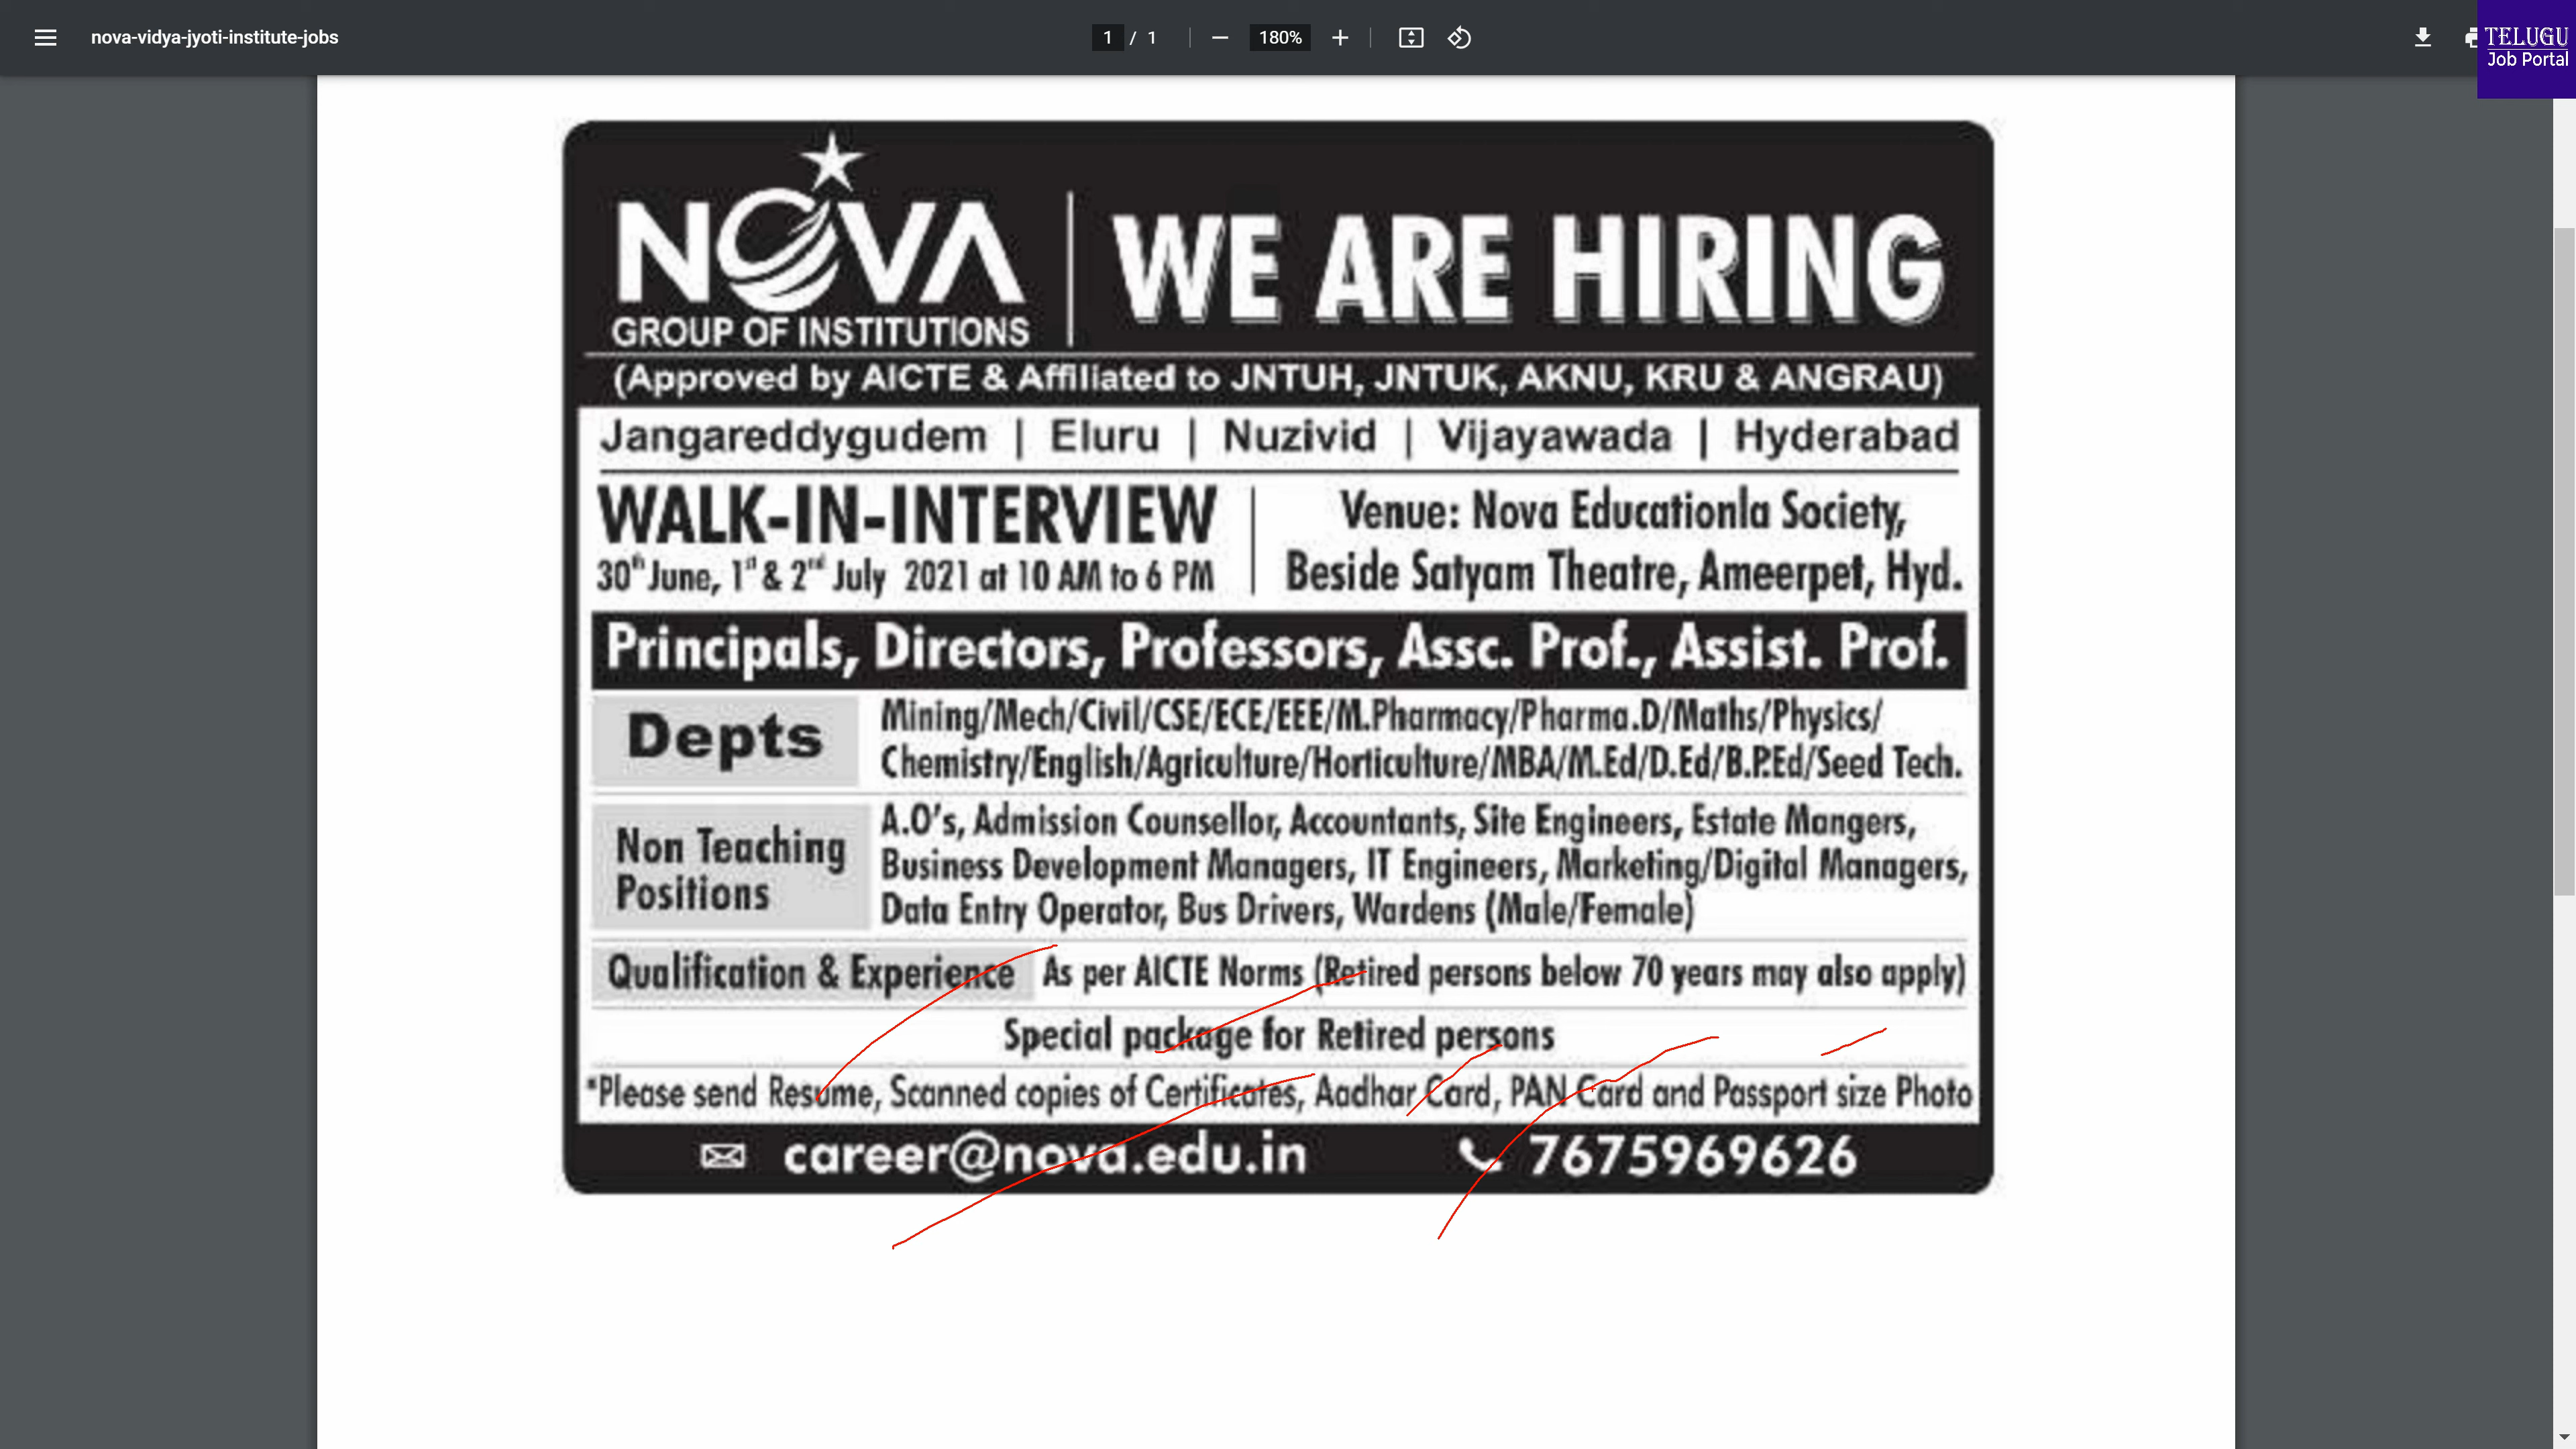 nova-vidya-jyoti-institute-jobs
1 / 1
180%
TELUGU
Job Portal
NOVA
GROUP OF INSTITUTIONS
WE ARE HIRING
(Approved by AICTE & Affiliated to JNTUH, JNTUK, AKNU, KRU & ANGRAU)
Jangareddygudem | Eluru | Nuzivid | Vijayawada | Hyderabad
WALK-IN-INTERVIEW
30th June, 1st & 2nd July 2021 at 10 AM to 6 PM
Venue: Nova Educationla Society,
Beside Satyam Theatre, Ameerpet, Hyd.
Principals, Directors, Professors, Assc. Prof., Assist. Prof.
Depts
Mining/Mech/Civil/CSE/ECE/EEE/M.Pharmacy/Pharma.D/Maths/Physics/
Chemistry/English/Agriculture/Horticulture/MBA/M.Ed/D.Ed/B.P.Ed/Seed Tech.
Non Teaching
Positions
A.O's, Admission Counsellor, Accountants, Site Engineers, Estate Mangers,
Business Development Managers, IT Engineers, Marketing/Digital Managers,
Data Entry Operator, Bus Drivers, Wardens (Male/Female)
Qualification & Experience As per AICTE Norms (Retired persons below 70 years may also apply)
Special package for Retired persons
*Please send Resume, Scanned copies of Certificates, Aadhar Card, PAN Card and Passport size Photo
career@nova.edu.in
7675969626